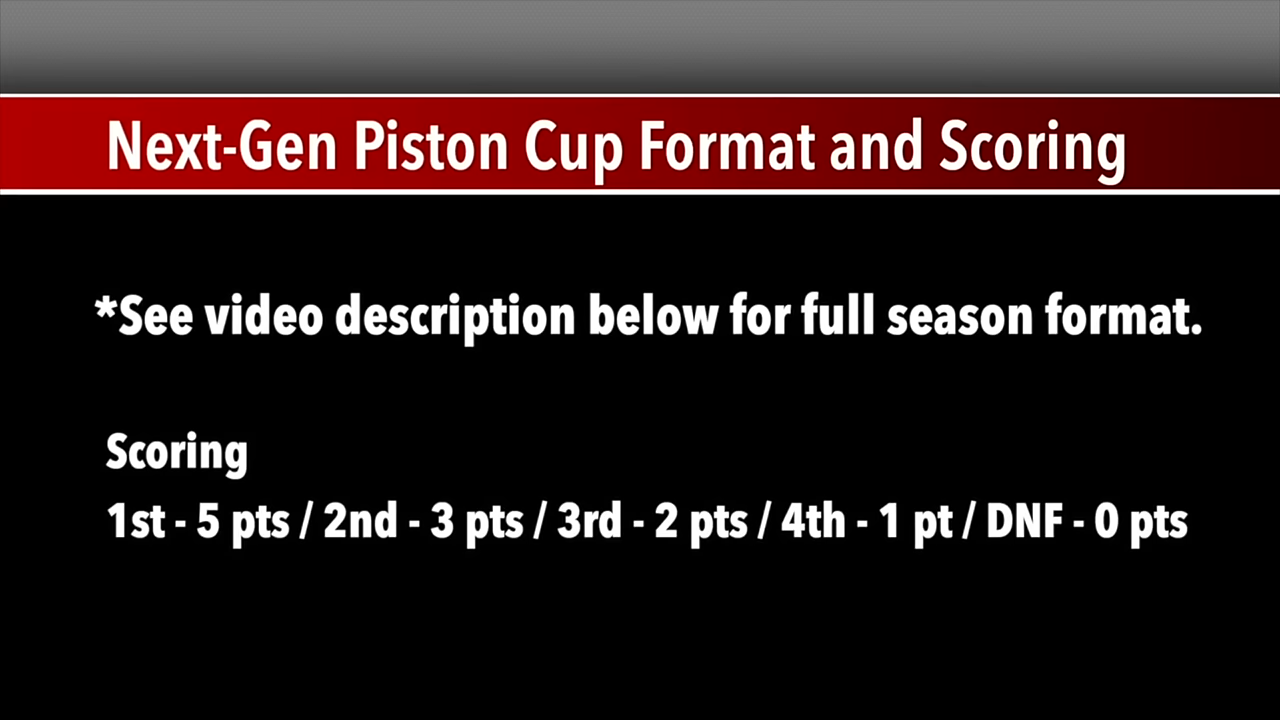 Next-Gen Piston Cup Format and Scoring
*See video description below for full season format.
Scoring
1st - 5 pts / 2nd - 3 pts / 3rd - 2 pts / 4th - 1 pt / DNF - 0 pts